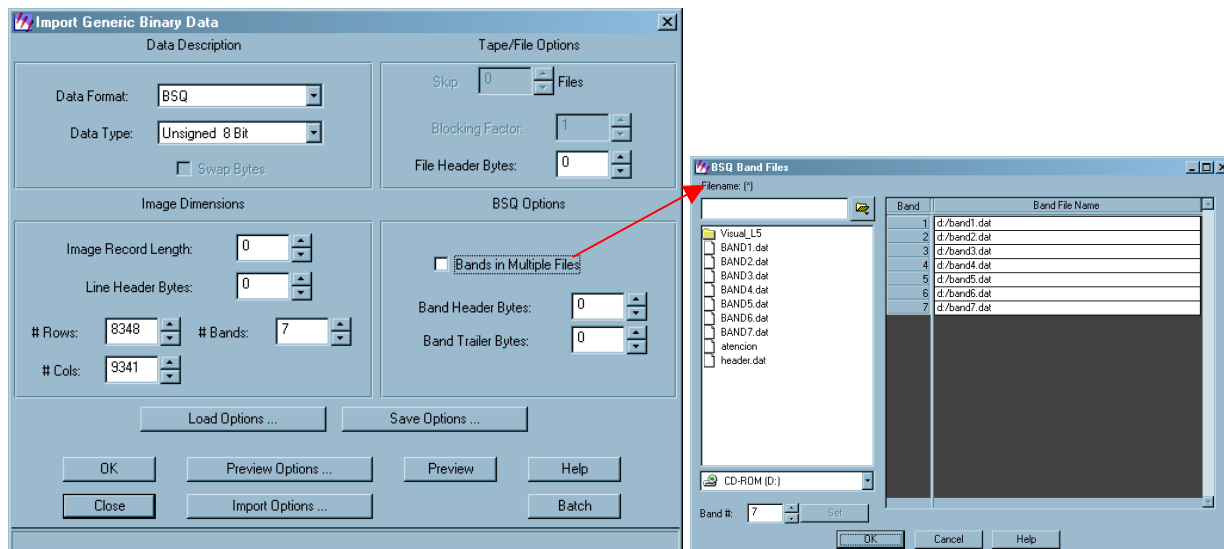 Import Generic Binary Data
Data Description
Tape/File Options
Data Format: BSQ
Data Type: Unsigned 8 Bit
Swap Bytes
Skip 0 Files
Blocking Factor: 1
File Header Bytes: 0
Image Dimensions
BSQ Options
Image Record Length: 0
Line Header Bytes: 0
# Rows: 8348 # Bands: 7
# Cols: 9341
Bands in Multiple Files
Band Header Bytes: 0
Band Trailer Bytes: 0
Load Options ... Save Options ...
OK Preview Options ... Preview Help
Close Import Options ... Batch
BSQ Band Files
Filename: (*)
Visual_L5
BAND1.dat
BAND2.dat
BAND3.dat
BAND4.dat
BAND5.dat
BAND6.dat
BAND7.dat
atencion
header.dat
CD-ROM (D:)
Band #: 7 Set
Band Band File Name
1 d:/band1.dat
2 d:/band2.dat
3 d:/band3.dat
4 d:/band4.dat
5 d:/band5.dat
6 d:/band6.dat
7 d:/band7.dat
OK Cancel Help